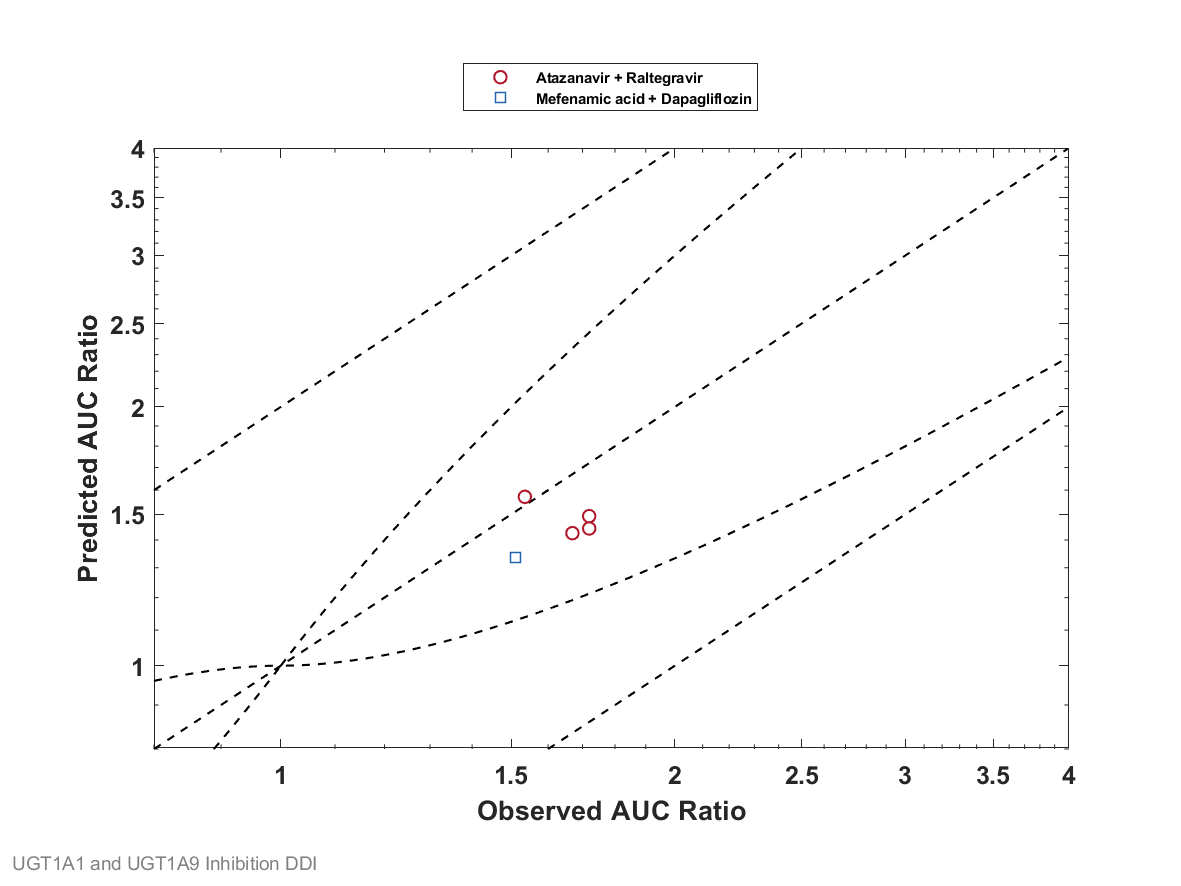 Atazanavir + Raltegravir
Mefenamic acid + Dapagliflozin
4
3.5
3
2.5
2
1.5
1
Predicted AUC Ratio
1 1.5 2 2.5 3 3.5 4
Observed AUC Ratio
UGT1A1 and UGT1A9 Inhibition DDI